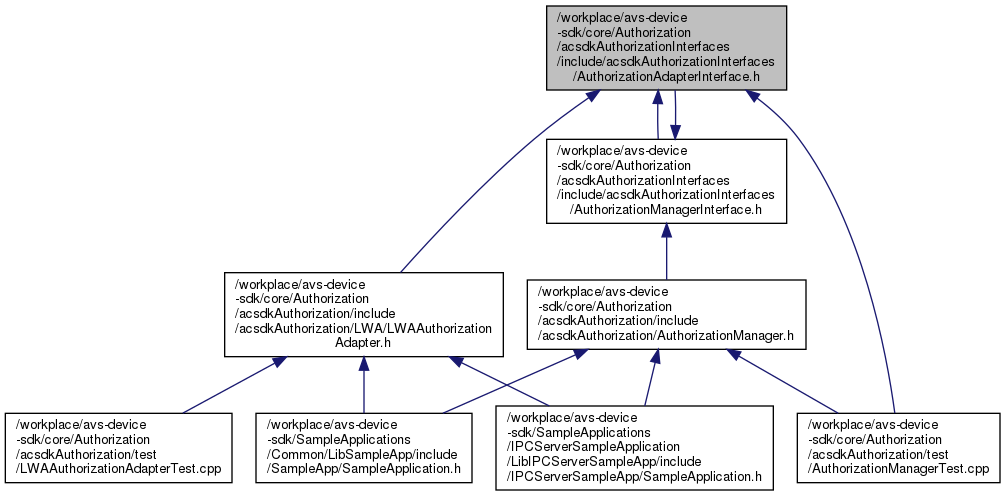 /workplace/avs-device
-sdk/core/Authorization
/acsdkAuthorizationInterfaces
/include/acsdkAuthorizationInterfaces
/AuthorizationAdapterInterface.h
/workplace/avs-device
-sdk/core/Authorization
/acsdkAuthorizationInterfaces
/include/acsdkAuthorizationInterfaces
/AuthorizationManagerInterface.h
/workplace/avs-device
-sdk/core/Authorization
/acsdkAuthorization/include
/acsdkAuthorization/LWA/LWAAuthorization
Adapter.h
/workplace/avs-device
-sdk/core/Authorization
/acsdkAuthorization/include
/acsdkAuthorization/AuthorizationManager.h
/workplace/avs-device
-sdk/core/Authorization
/acsdkAuthorization/test
/LWAAuthorizationAdapterTest.cpp
/workplace/avs-device
-sdk/SampleApplications
/Common/LibSampleApp/include
/SampleApp/SampleApplication.h
/workplace/avs-device
-sdk/SampleApplications
/IPCServerSampleApplication
/LibIPCServerSampleApp/include
/IPCServerSampleApp/SampleApplication.h
/workplace/avs-device
-sdk/core/Authorization
/acsdkAuthorization/test
/AuthorizationManagerTest.cpp